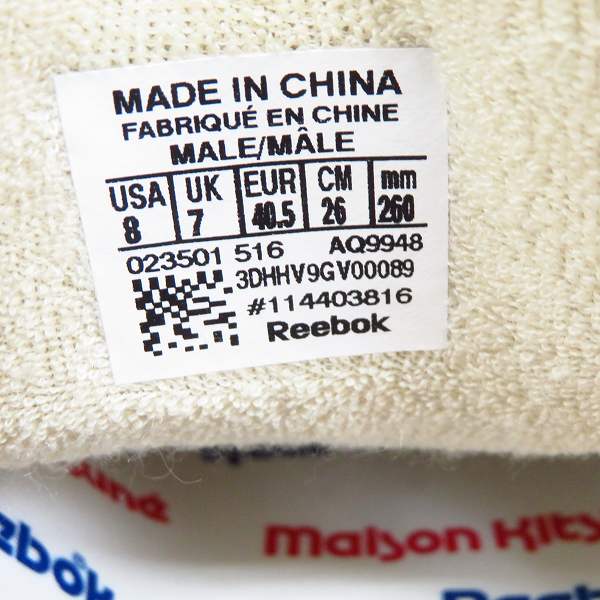 MADE IN CHINA
FABRIQUÉ EN CHINE
MALE/MÂLE
USA UK EUR CM mm
8 7 40.5 26 260
023501 516 AQ9948
3DHHV9GV00089
#114403816
Reebok
Maison Kits
ebok